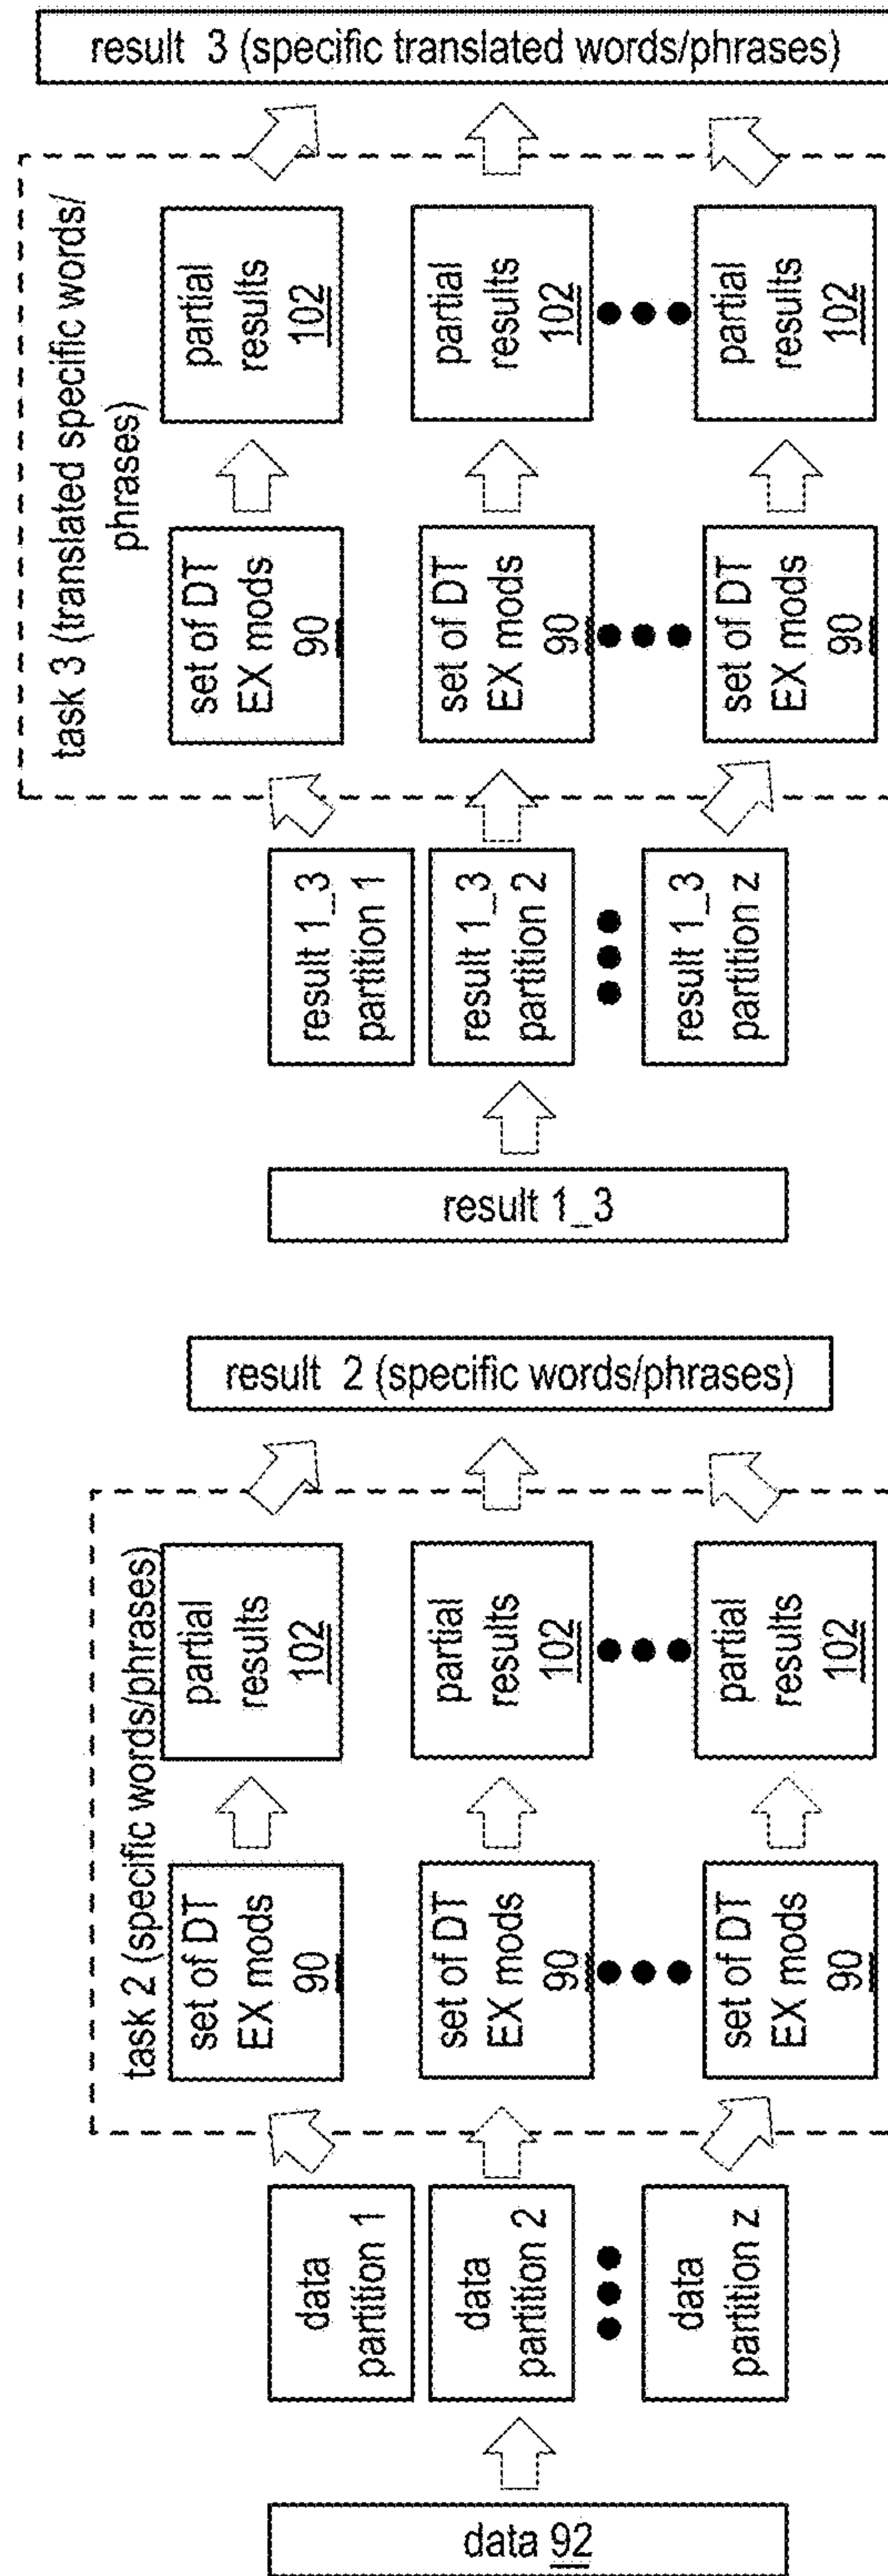 data 92
data
partition 1
data
partition 2
data
partition z
task 2 (specific words/phrases)
set of DT
EX mods
90
set of DT
EX mods
90
set of DT
EX mods
90
partial
results
102
partial
results
102
partial
results
102
result 2 (specific words/phrases)
result 1_3
result 1_3
partition 1
result 1_3
partition 2
result 1_3
partition z
task 3 (translated specific words/
phrases)
set of DT
EX mods
90
set of DT
EX mods
90
set of DT
EX mods
90
partial
results
102
partial
results
102
partial
results
102
result 3 (specific translated words/phrases)